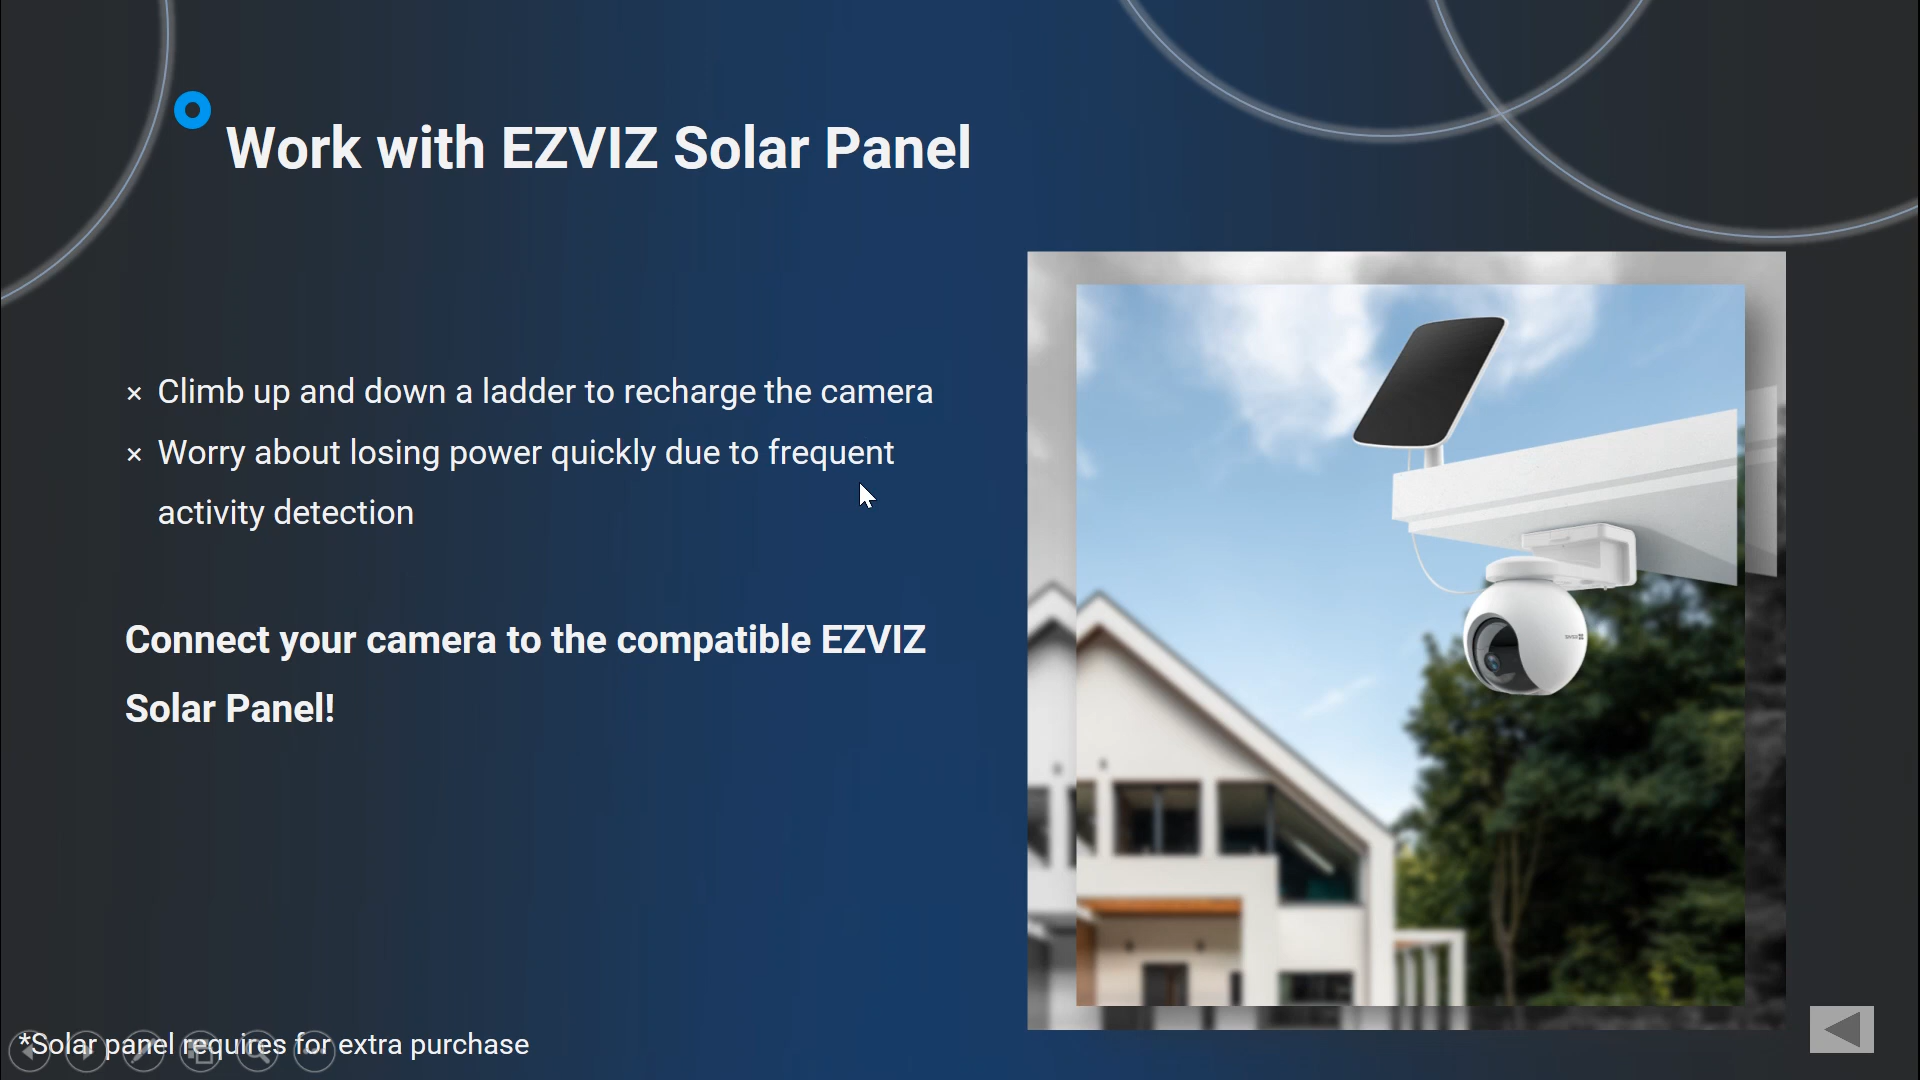 Work with EZVIZ Solar Panel
× Climb up and down a ladder to recharge the camera
× Worry about losing power quickly due to frequent
activity detection
Connect your camera to the compatible EZVIZ
Solar Panel!
*Solar panel requires for extra purchase